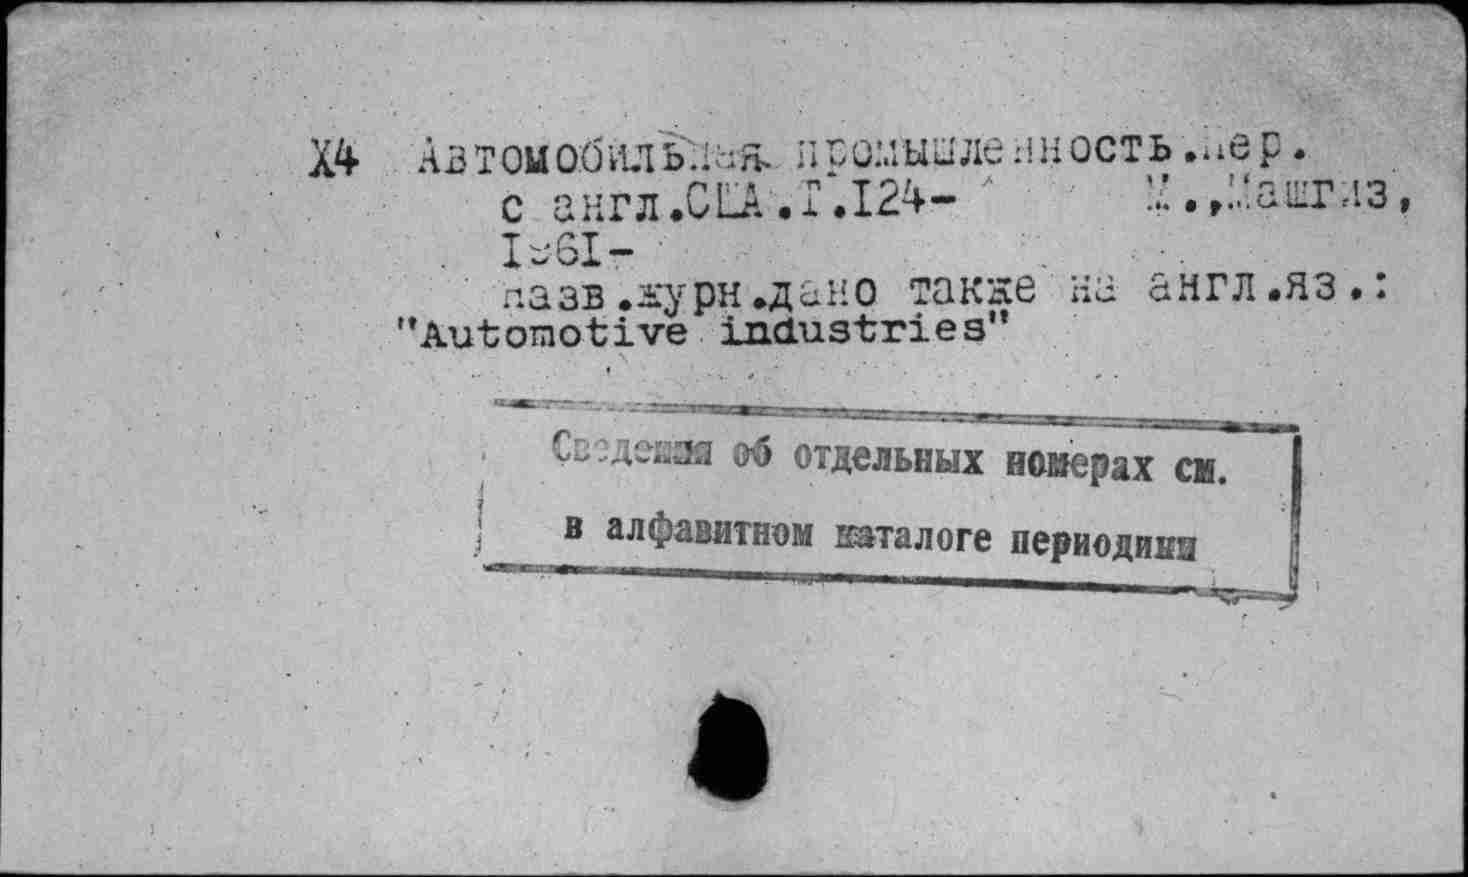 Х4 Автомобильная промышленность.Пер.
с англ.США.Т.124- М.,Машгиз,
1961-
Назв.журн.дано также на англ.яз.:
"Automotive industries"
Сведения об отдельных номерах см.
в алфавитном каталоге периодики